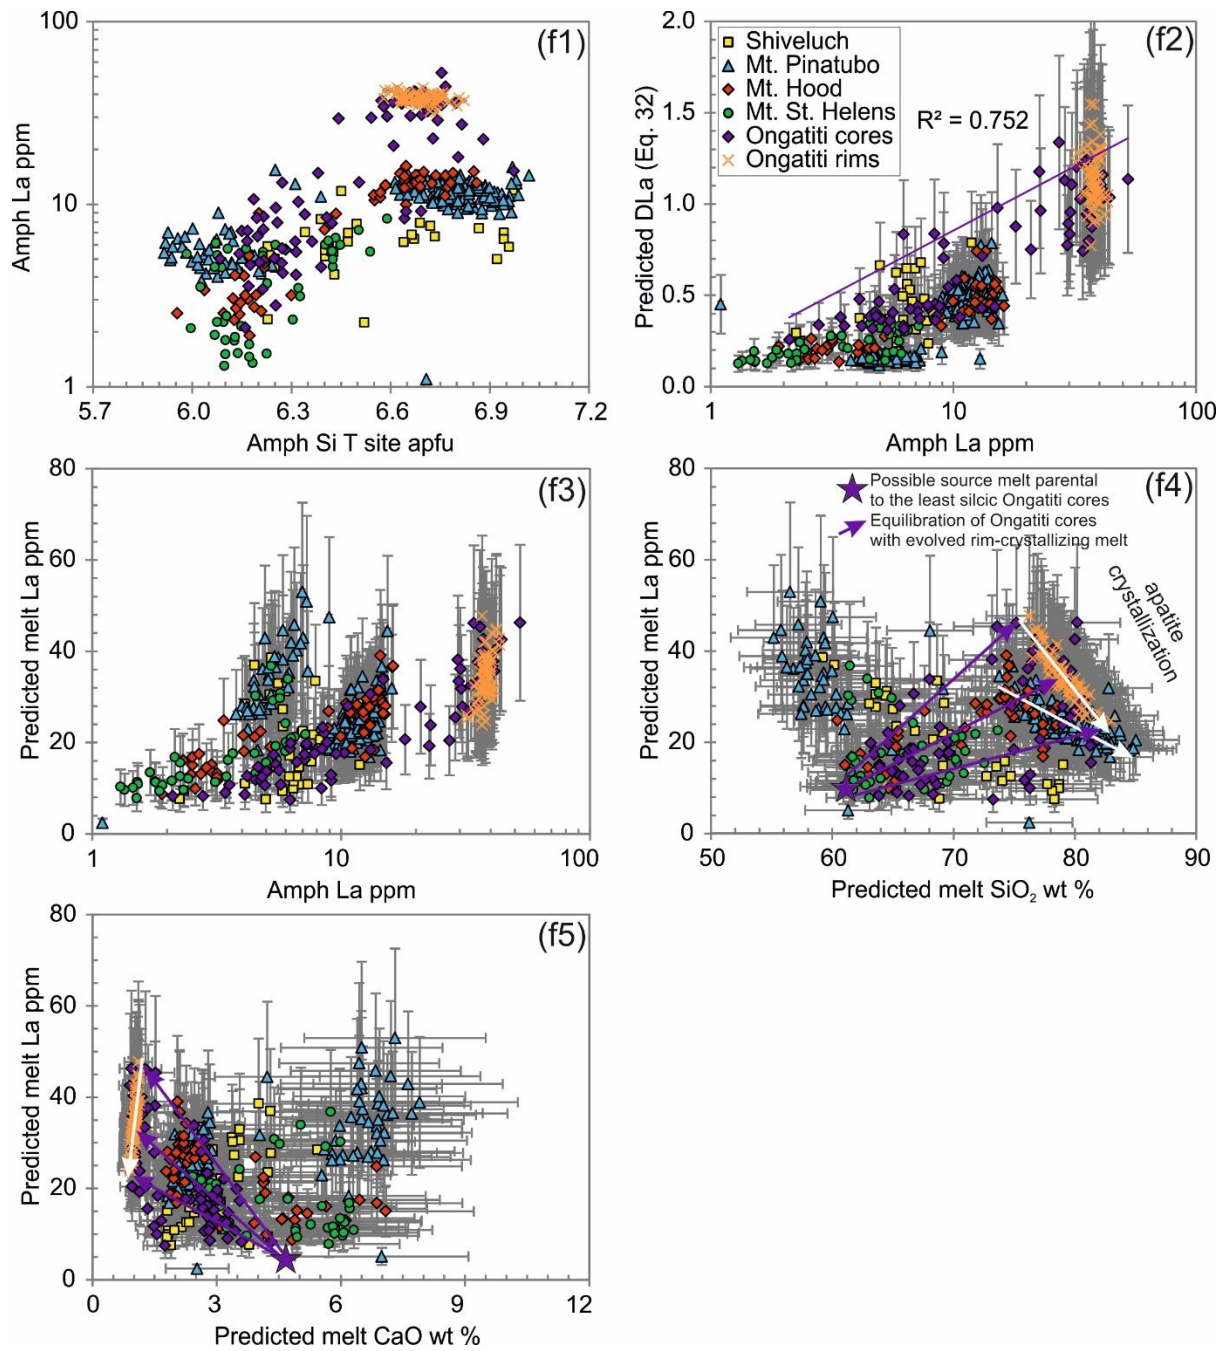 (f1)
100
10
1
Amph La ppm
5.7 6.0 6.3 6.6 6.9 7.2
Amph Si T site apfu
(f2)
2.0
1.5
1.0
0.5
0.0
Predicted DLa (Eq. 32)
Shiveluch
Mt. Pinatubo
Mt. Hood
Mt. St. Helens
Ongatiti cores
Ongatiti rims
R² = 0.752
1 10 100
Amph La ppm
(f3)
80
60
40
20
0
Predicted melt La ppm
1 10 100
Amph La ppm
(f4)
80
60
40
20
0
Predicted melt La ppm
Possible source melt parental
to the least silcic Ongatiti cores
Equilibration of Ongatiti cores
with evolved rim-crystallizing melt
apatite
crystallization
50 60 70 80 90
Predicted melt SiO₂ wt %
(f5)
80
60
40
20
0
Predicted melt La ppm
0 3 6 9 12
Predicted melt CaO wt %